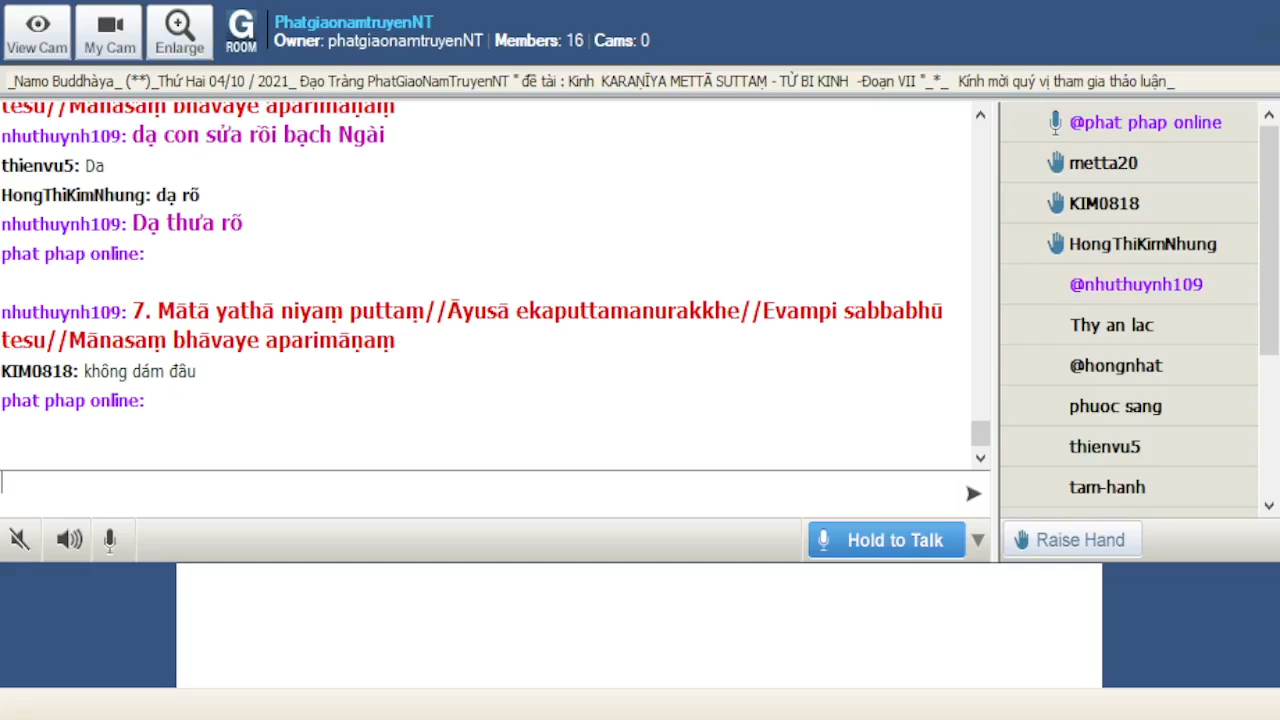 View Cam
My Cam
Enlarge
G
ROOM
PhatgiaonamtruyenNT
Owner: phatgiaonamtruyenNT | Members: 16 | Cams: 0
_Namo Buddhàya_ (**)_Thứ Hai 04/10 / 2021_ Đạo Tràng PhatGiaoNamTruyenNT " đề tài : Kinh KARAṆĪYA METTĀ SUTTAṂ - TỪ BI KINH -Đoạn VII "_*_ Kính mời quý vị tham gia thảo luận_
tesu//Mānasaṃ bhāvaye aparimāṇaṃ
nhuthuynh109: dạ con sửa rồi bạch Ngài
thienvu5: Da
HongThiKimNhung: dạ rõ
nhuthuynh109: Dạ thưa rõ
phat phap online:
nhuthuynh109: 7. Mātā yathā niyaṃ puttaṃ//Āyusā ekaputtamanurakkhe//Evampi sabbabhū
tesu//Mānasaṃ bhāvaye aparimāṇaṃ
KIM0818: không dám đâu
phat phap online:
@phat phap online
metta20
KIM0818
HongThiKimNhung
@nhuthuynh109
Thy an lac
@hongnhat
phuoc sang
thienvu5
tam-hanh
Hold to Talk
Raise Hand